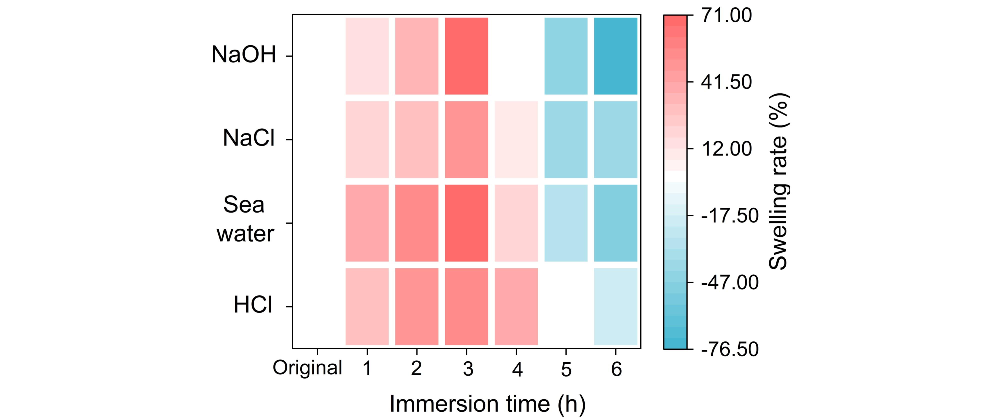 NaOH
NaCl
Sea
water
HCl
Original 1 2 3 4 5 6
Immersion time (h)
71.00
41.50
12.00
-17.50
-47.00
-76.50
Swelling rate (%)